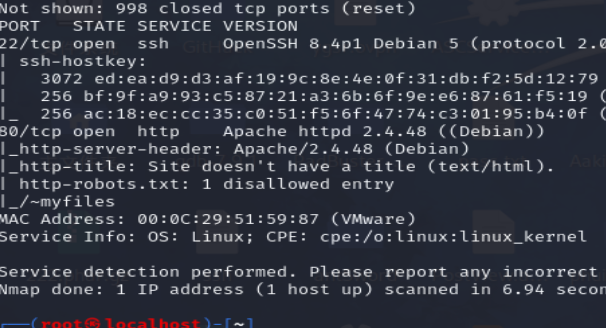 Not shown: 998 closed tcp ports (reset)
PORT   STATE SERVICE VERSION
22/tcp open  ssh     OpenSSH 8.4p1 Debian 5 (protocol 2.0
| ssh-hostkey:
|   3072 ed:ea:d9:d3:af:19:9c:8e:4e:0f:31:db:f2:5d:12:79
|   256 bf:9f:a9:93:c5:87:21:a3:6b:6f:9e:e6:87:61:f5:19 (
|_  256 ac:18:ec:cc:35:c0:51:f5:6f:47:74:c3:01:95:b4:0f (
80/tcp open  http    Apache httpd 2.4.48 ((Debian))
|_http-server-header: Apache/2.4.48 (Debian)
|_http-title: Site doesn't have a title (text/html).
| http-robots.txt: 1 disallowed entry
|_/~myfiles
MAC Address: 00:0C:29:51:59:87 (VMware)
Service Info: OS: Linux; CPE: cpe:/o:linux:linux_kernel
Service detection performed. Please report any incorrect
Nmap done: 1 IP address (1 host up) scanned in 6.94 secon
(root㉿localhost)-[~]